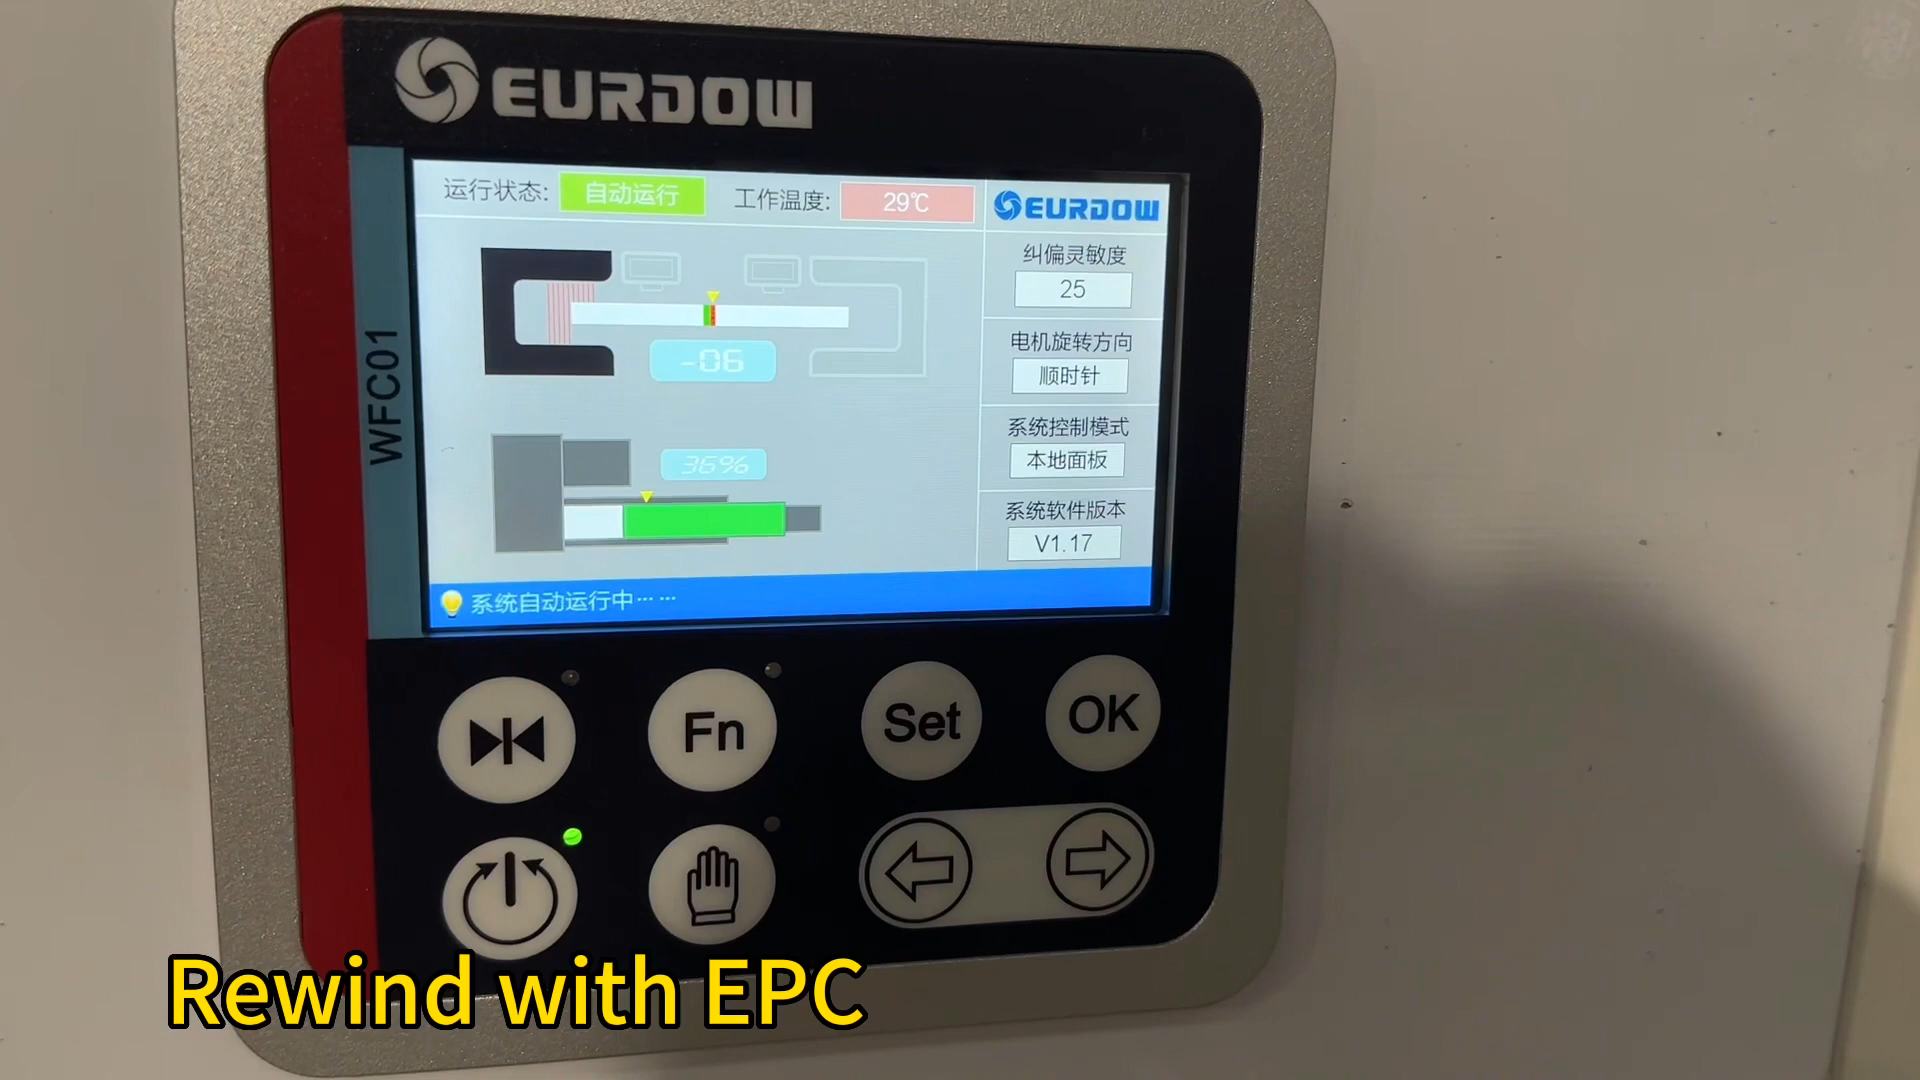 EURDOW
运行状态: 自动运行 工作温度: 29℃
EURDOW
纠偏灵敏度
25
-06
电机旋转方向
顺时针
WFC01
系统控制模式
本地面板
36%
系统软件版本
V1.17
系统自动运行中……
Fn
Set
OK
Rewind with EPC